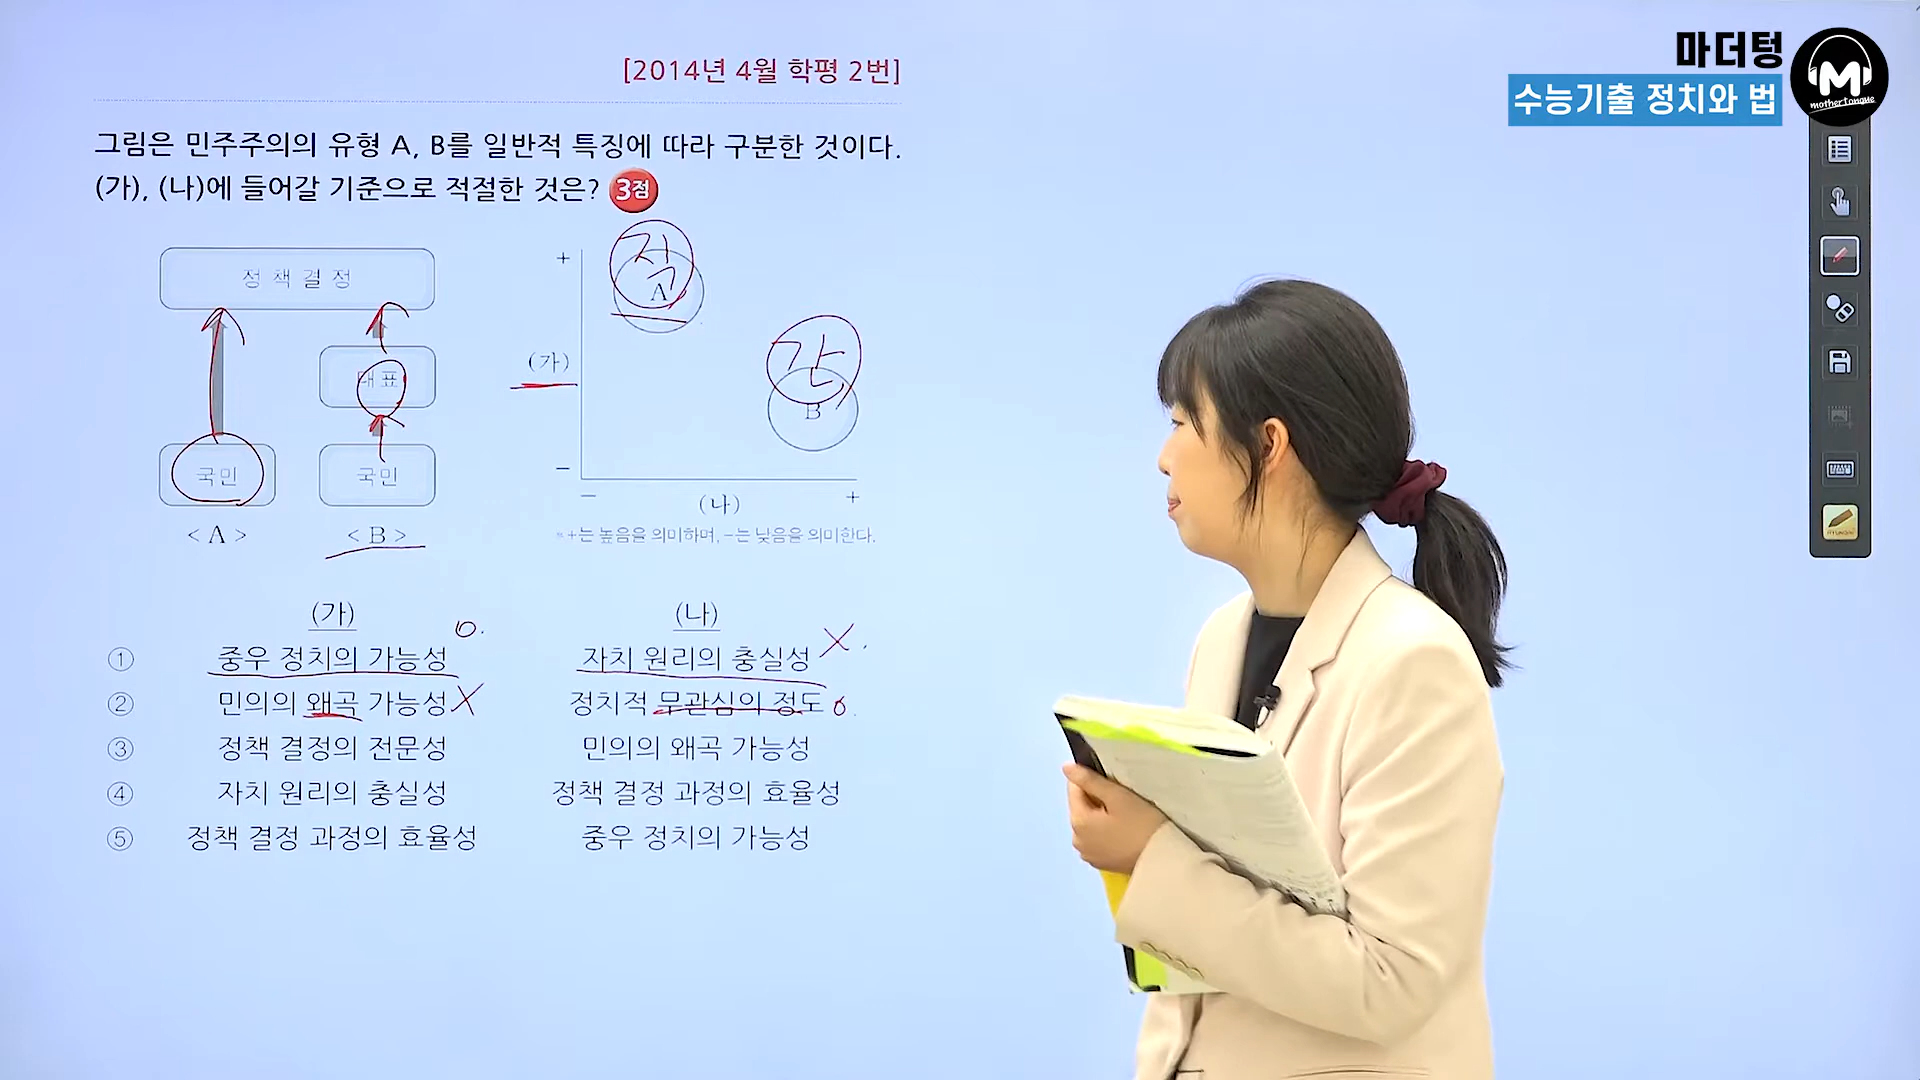 마더텅
수능기출 정치와 법
M
mothertongue
[2014년 4월 학평 2번]
그림은 민주주의의 유형 A, B를 일반적 특징에 따라 구분한 것이다.
(가), (나)에 들어갈 기준으로 적절한 것은? 3점
정 책 결 정
대 표
국 민
국 민
< A >
< B >
+
직
A
간
B
(가)
−
−
(나)
+
*+는 높음을 의미하며, −는 낮음을 의미한다.
(가) (나)
① 중우 정치의 가능성 o. 자치 원리의 충실성 X
② 민의의 왜곡 가능성 X 정치적 무관심의 정도 o.
③ 정책 결정의 전문성 민의의 왜곡 가능성
④ 자치 원리의 충실성 정책 결정 과정의 효율성
⑤ 정책 결정 과정의 효율성 중우 정치의 가능성